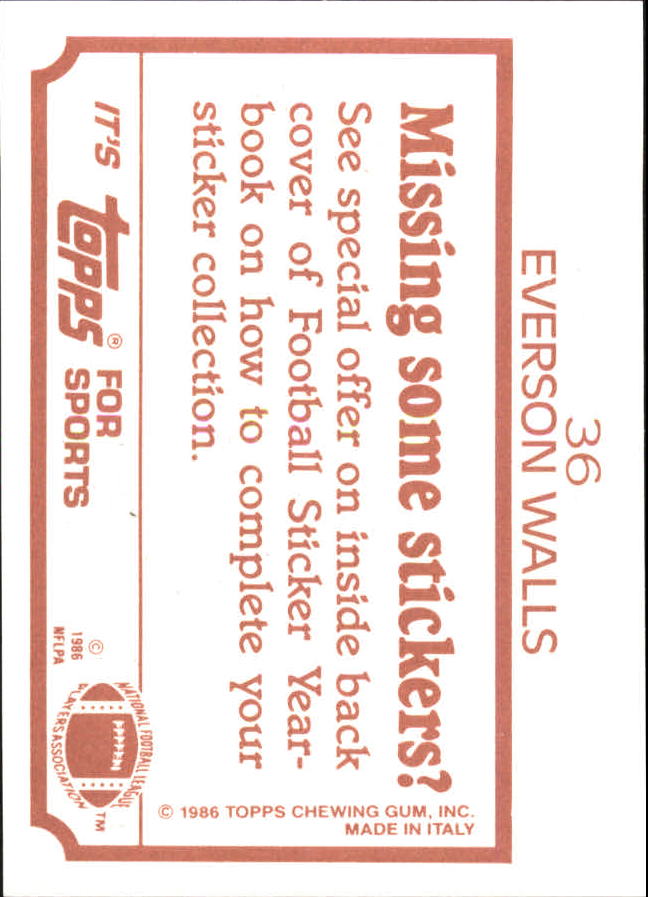 36
EVERSON WALLS
Missing some stickers?
See special offer on inside back
cover of Football Sticker Year-
book on how to complete your
sticker collection.
IT'S topps® FOR
SPORTS
©
1986
NFLPA
NATIONAL FOOTBALL LEAGUE
PLAYERS ASSOCIATION
TM
© 1986 TOPPS CHEWING GUM, INC.
MADE IN ITALY